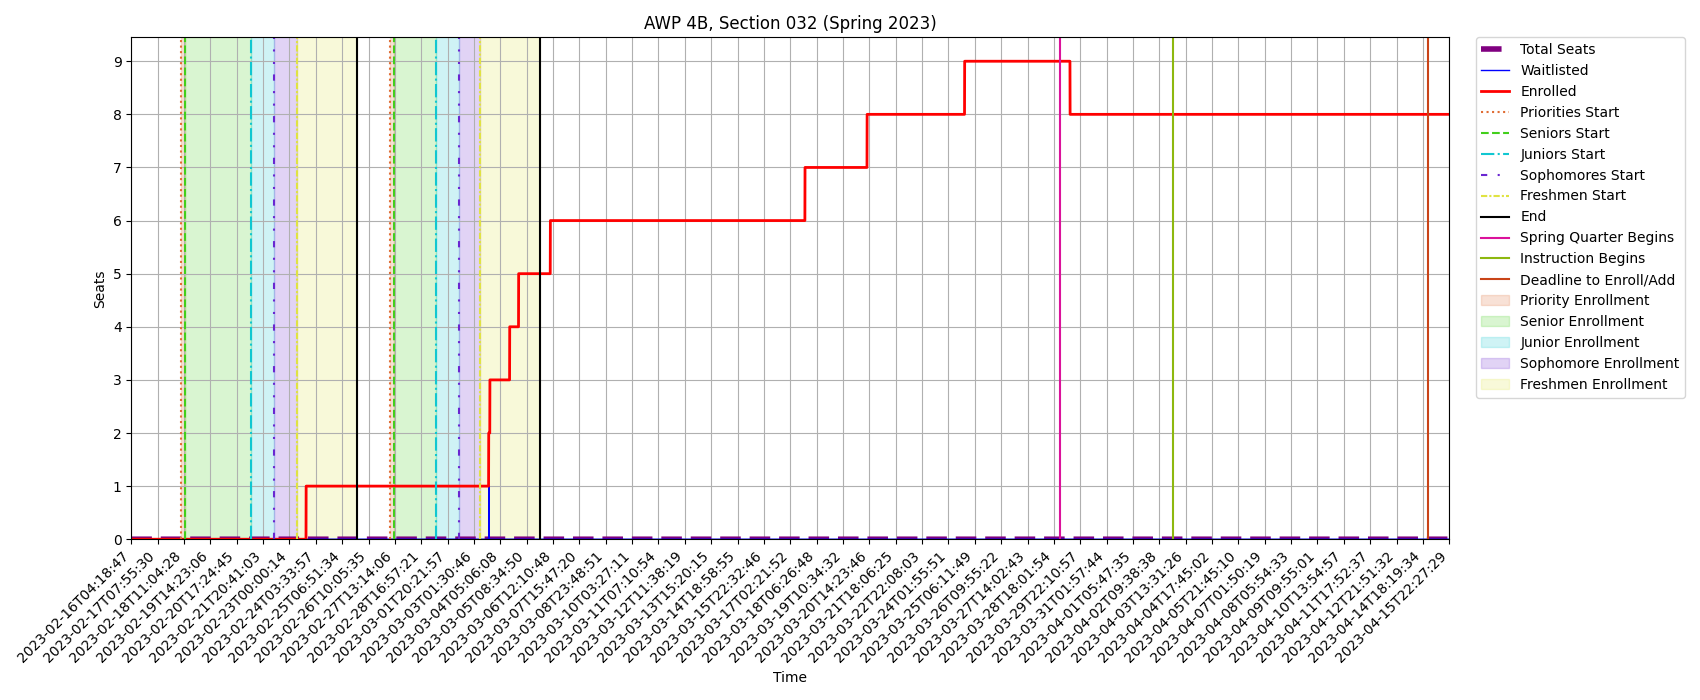 AWP 4B, Section 032 (Spring 2023)
Seats
9
8
7
6
5
4
3
2
1
0
2023-02-16T04:18:47
2023-02-17T07:55:30
2023-02-18T11:04:28
2023-02-19T14:23:06
2023-02-20T17:24:45
2023-02-21T20:41:03
2023-02-23T00:00:14
2023-02-24T03:33:57
2023-02-25T06:51:34
2023-02-26T10:05:35
2023-02-27T13:14:06
2023-02-28T16:57:21
2023-03-01T20:21:57
2023-03-03T01:30:46
2023-03-04T05:06:08
2023-03-05T08:34:50
2023-03-06T12:10:48
2023-03-07T15:47:20
2023-03-08T23:48:51
2023-03-10T03:27:11
2023-03-11T07:10:54
2023-03-12T11:38:19
2023-03-13T15:20:15
2023-03-14T18:58:55
2023-03-15T22:32:46
2023-03-17T02:21:52
2023-03-18T06:26:48
2023-03-19T10:34:32
2023-03-20T14:23:46
2023-03-21T18:06:25
2023-03-22T22:08:03
2023-03-24T01:55:51
2023-03-25T06:11:49
2023-03-26T09:55:22
2023-03-27T14:02:43
2023-03-28T18:01:54
2023-03-29T22:10:57
2023-03-31T01:57:44
2023-04-01T05:47:35
2023-04-02T09:38:38
2023-04-03T13:31:26
2023-04-04T17:45:02
2023-04-05T21:45:10
2023-04-07T01:50:19
2023-04-08T05:54:33
2023-04-09T09:55:01
2023-04-10T13:54:57
2023-04-11T17:52:37
2023-04-12T21:51:32
2023-04-14T18:19:34
2023-04-15T22:27:29
Time
Total Seats
Waitlisted
Enrolled
Priorities Start
Seniors Start
Juniors Start
Sophomores Start
Freshmen Start
End
Spring Quarter Begins
Instruction Begins
Deadline to Enroll/Add
Priority Enrollment
Senior Enrollment
Junior Enrollment
Sophomore Enrollment
Freshmen Enrollment